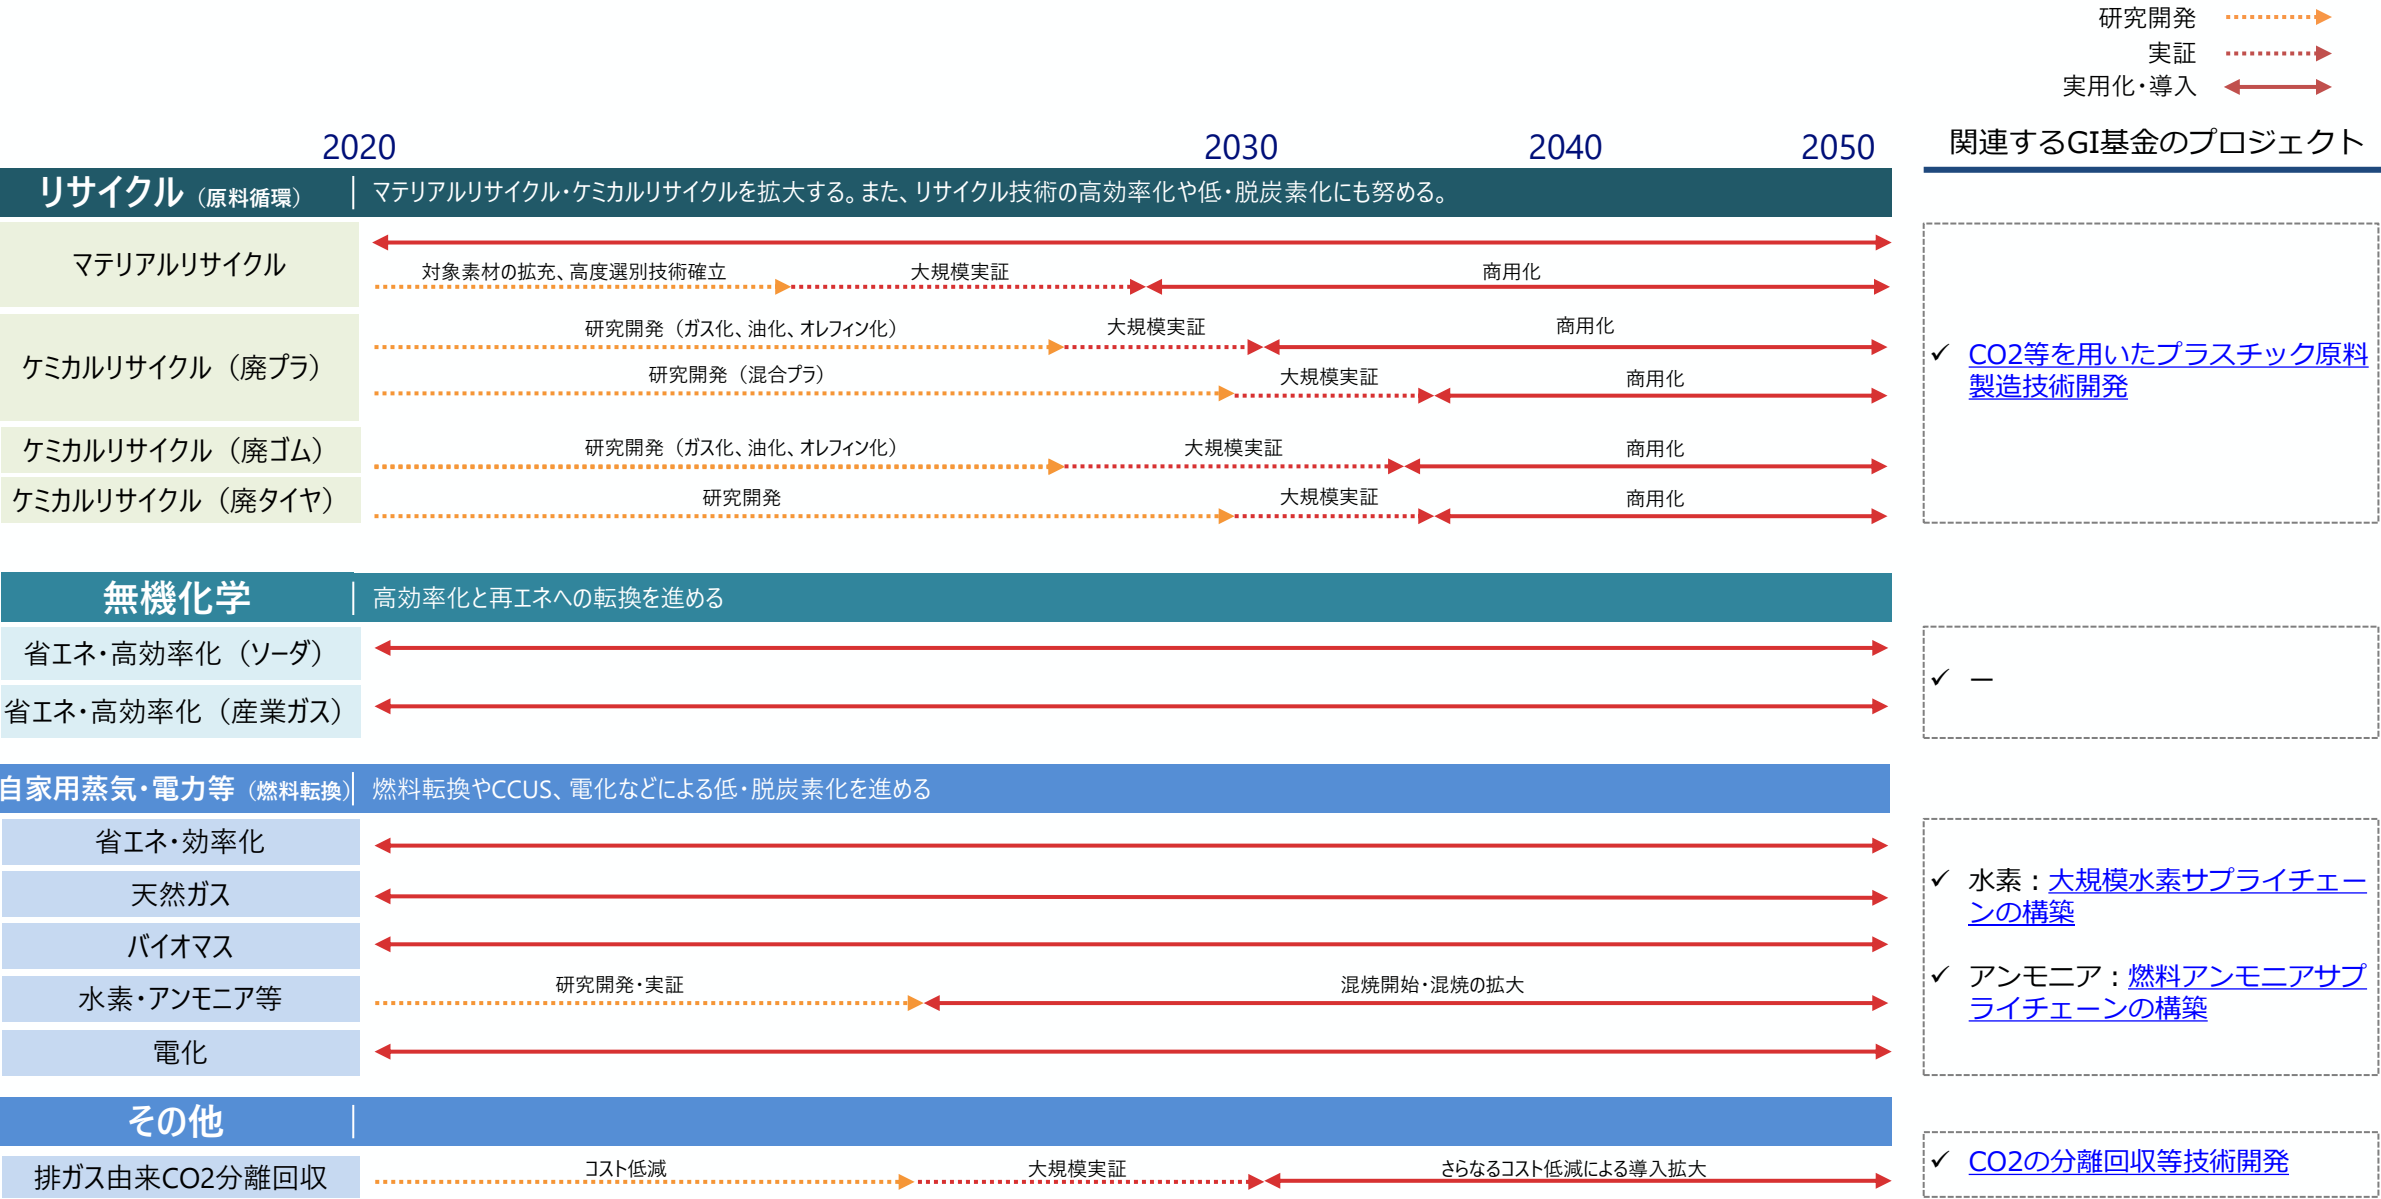 研究開発
実証
実用化・導入
2020
2030
2040
2050
関連するGI基金のプロジェクト
リサイクル（原料循環）
マテリアルリサイクル・ケミカルリサイクルを拡大する。また、リサイクル技術の高効率化や低・脱炭素化にも努める。
マテリアルリサイクル
対象素材の拡充、高度選別技術確立
大規模実証
商用化
ケミカルリサイクル（廃プラ）
研究開発（ガス化、油化、オレフィン化）
大規模実証
商用化
研究開発（混合プラ）
大規模実証
商用化
ケミカルリサイクル（廃ゴム）
研究開発（ガス化、油化、オレフィン化）
大規模実証
商用化
ケミカルリサイクル（廃タイヤ）
研究開発
大規模実証
商用化
✓ CO2等を用いたプラスチック原料
製造技術開発
無機化学
高効率化と再エネへの転換を進める
省エネ・高効率化（ソーダ）
省エネ・高効率化（産業ガス）
✓ ー
自家用蒸気・電力等（燃料転換）
燃料転換やCCUS、電化などによる低・脱炭素化を進める
省エネ・効率化
天然ガス
バイオマス
水素・アンモニア等
研究開発・実証
混焼開始・混焼の拡大
電化
✓ 水素：大規模水素サプライチェー
ンの構築
✓ アンモニア：燃料アンモニアサプ
ライチェーンの構築
その他
排ガス由来CO2分離回収
コスト低減
大規模実証
さらなるコスト低減による導入拡大
✓ CO2の分離回収等技術開発